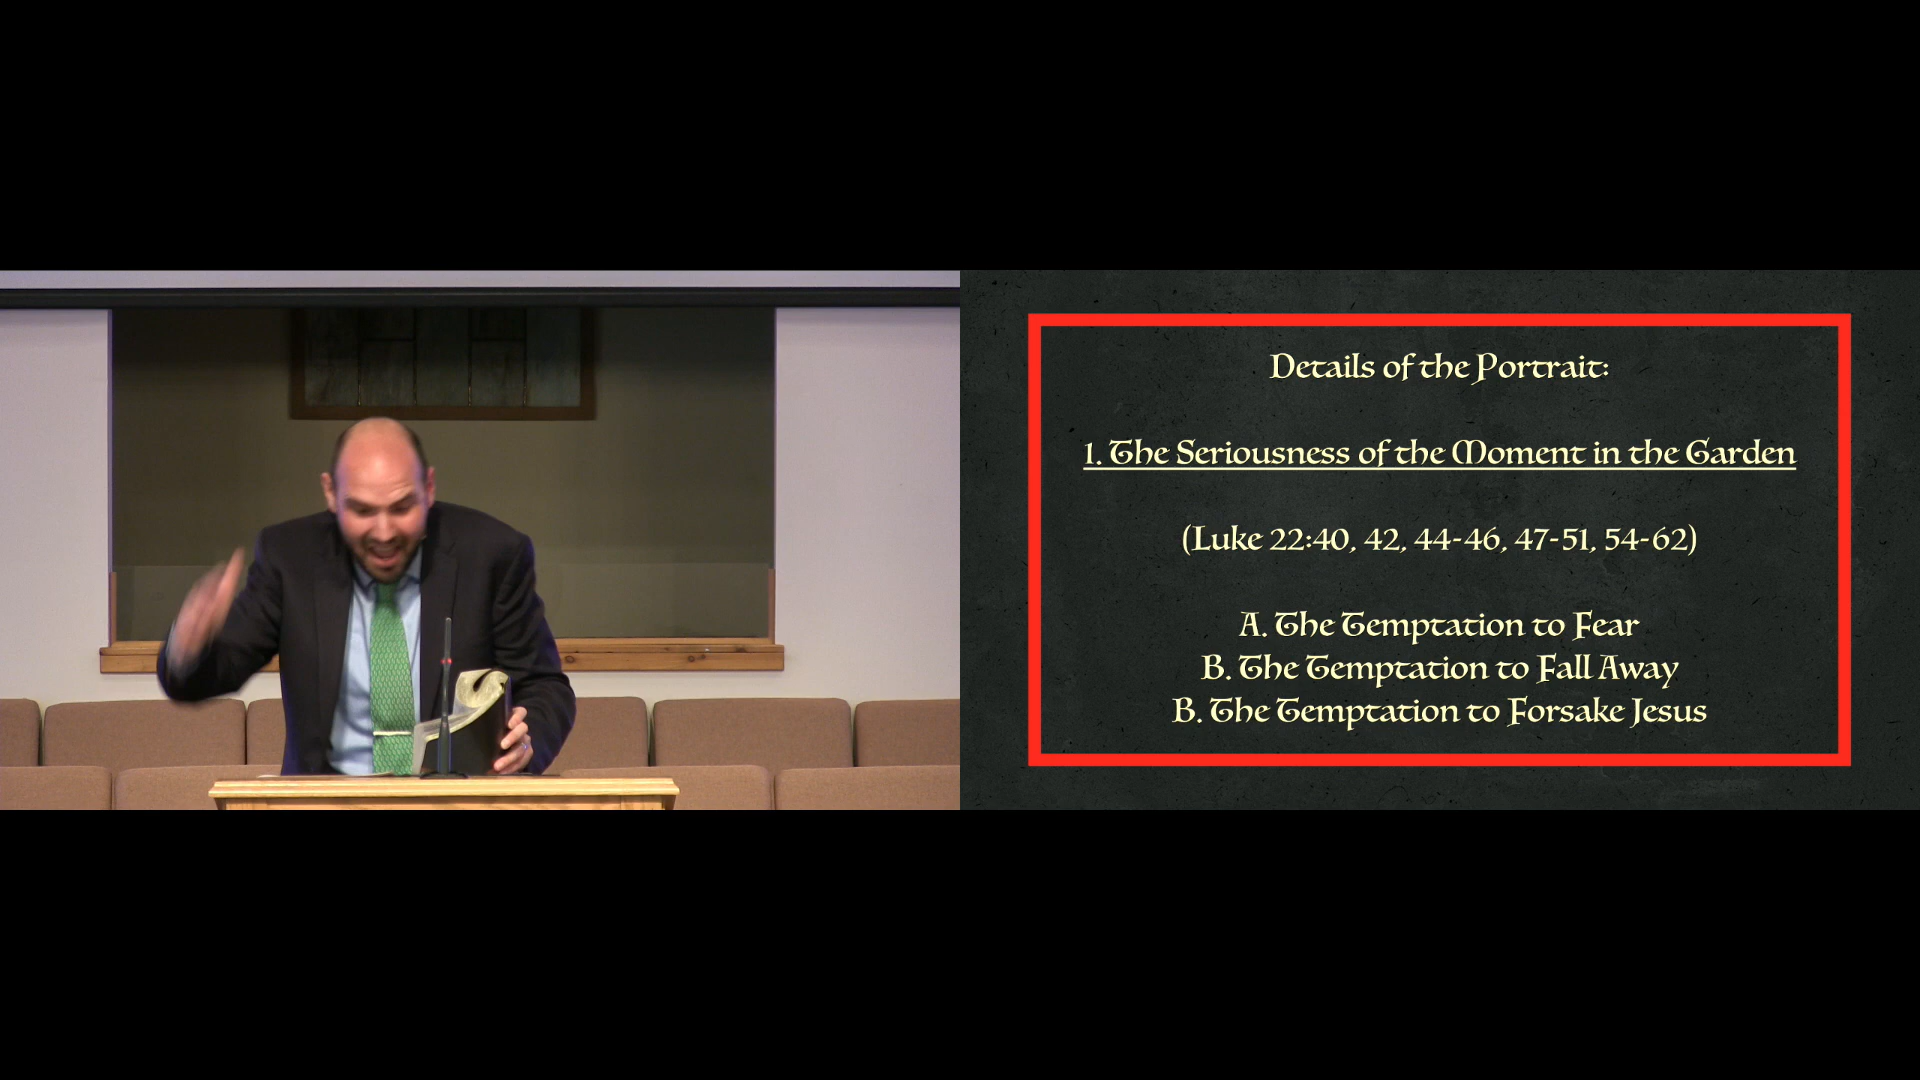 Details of the Portrait:
1. The Seriousness of the Moment in the Garden
(Luke 22:40, 42, 44-46, 47-51, 54-62)
A. The Temptation to Fear
B. The Temptation to Fall Away
B. The Temptation to Forsake Jesus